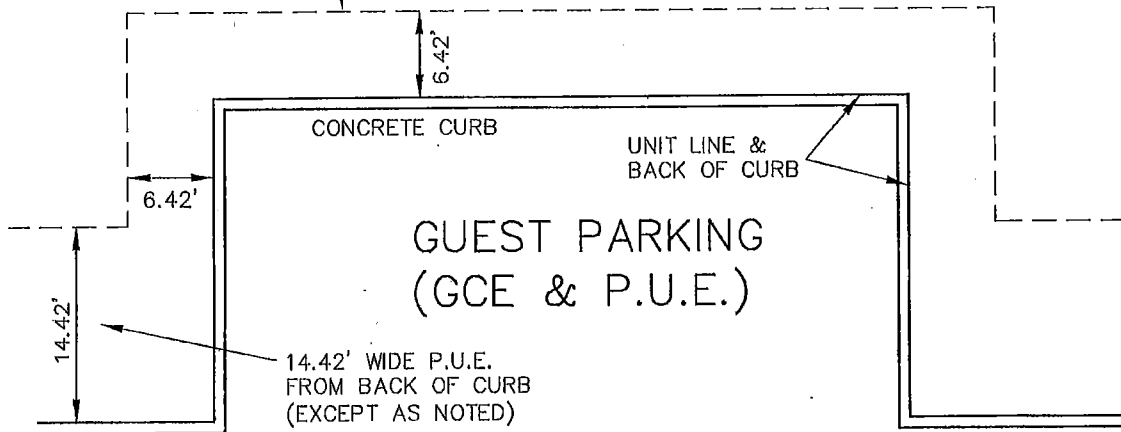 6.42'
CONCRETE CURB
UNIT LINE &
BACK OF CURB
6.42'
GUEST PARKING
(GCE & P.U.E.)
14.42'
14.42' WIDE P.U.E.
FROM BACK OF CURB
(EXCEPT AS NOTED)